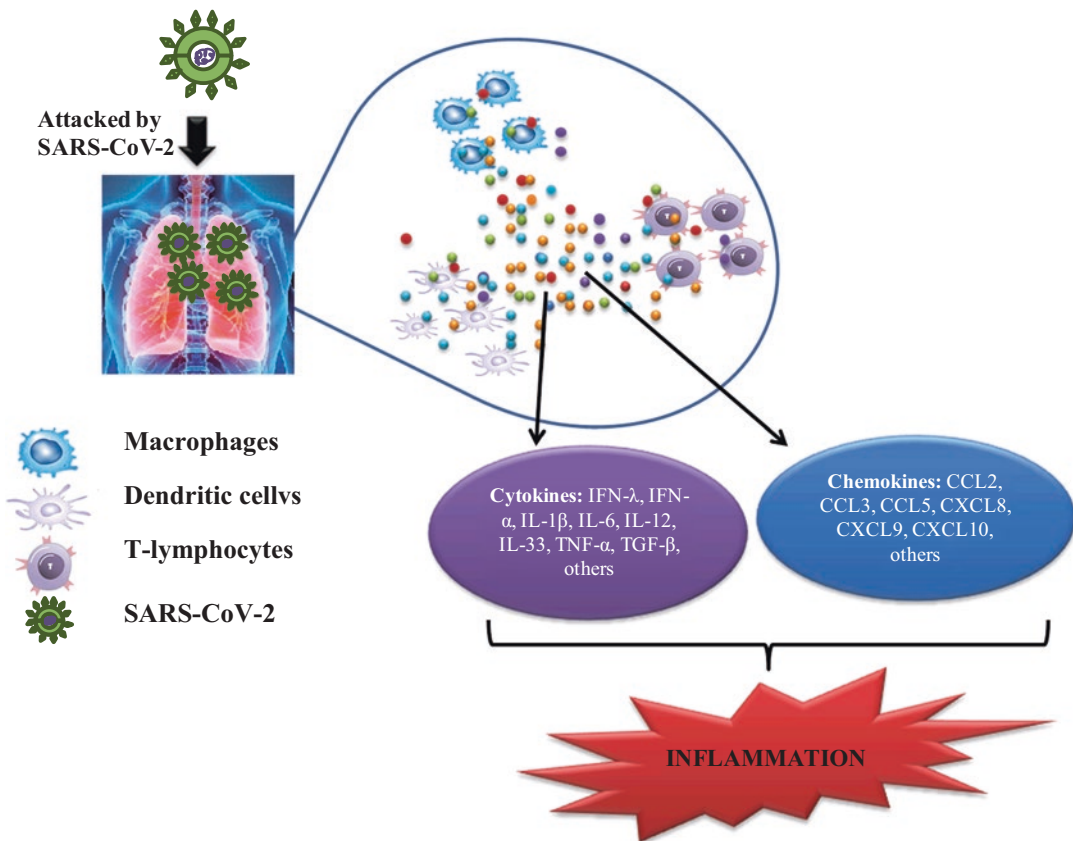 Attacked by
SARS-CoV-2
T
T
T
T
Macrophages
Dendritic cellvs
T
T-lymphocytes
SARS-CoV-2
Cytokines: IFN-λ, IFN-
α, IL-1β, IL-6, IL-12,
IL-33, TNF-α, TGF-β,
others
Chemokines: CCL2,
CCL3, CCL5, CXCL8,
CXCL9, CXCL10,
others
INFLAMMATION